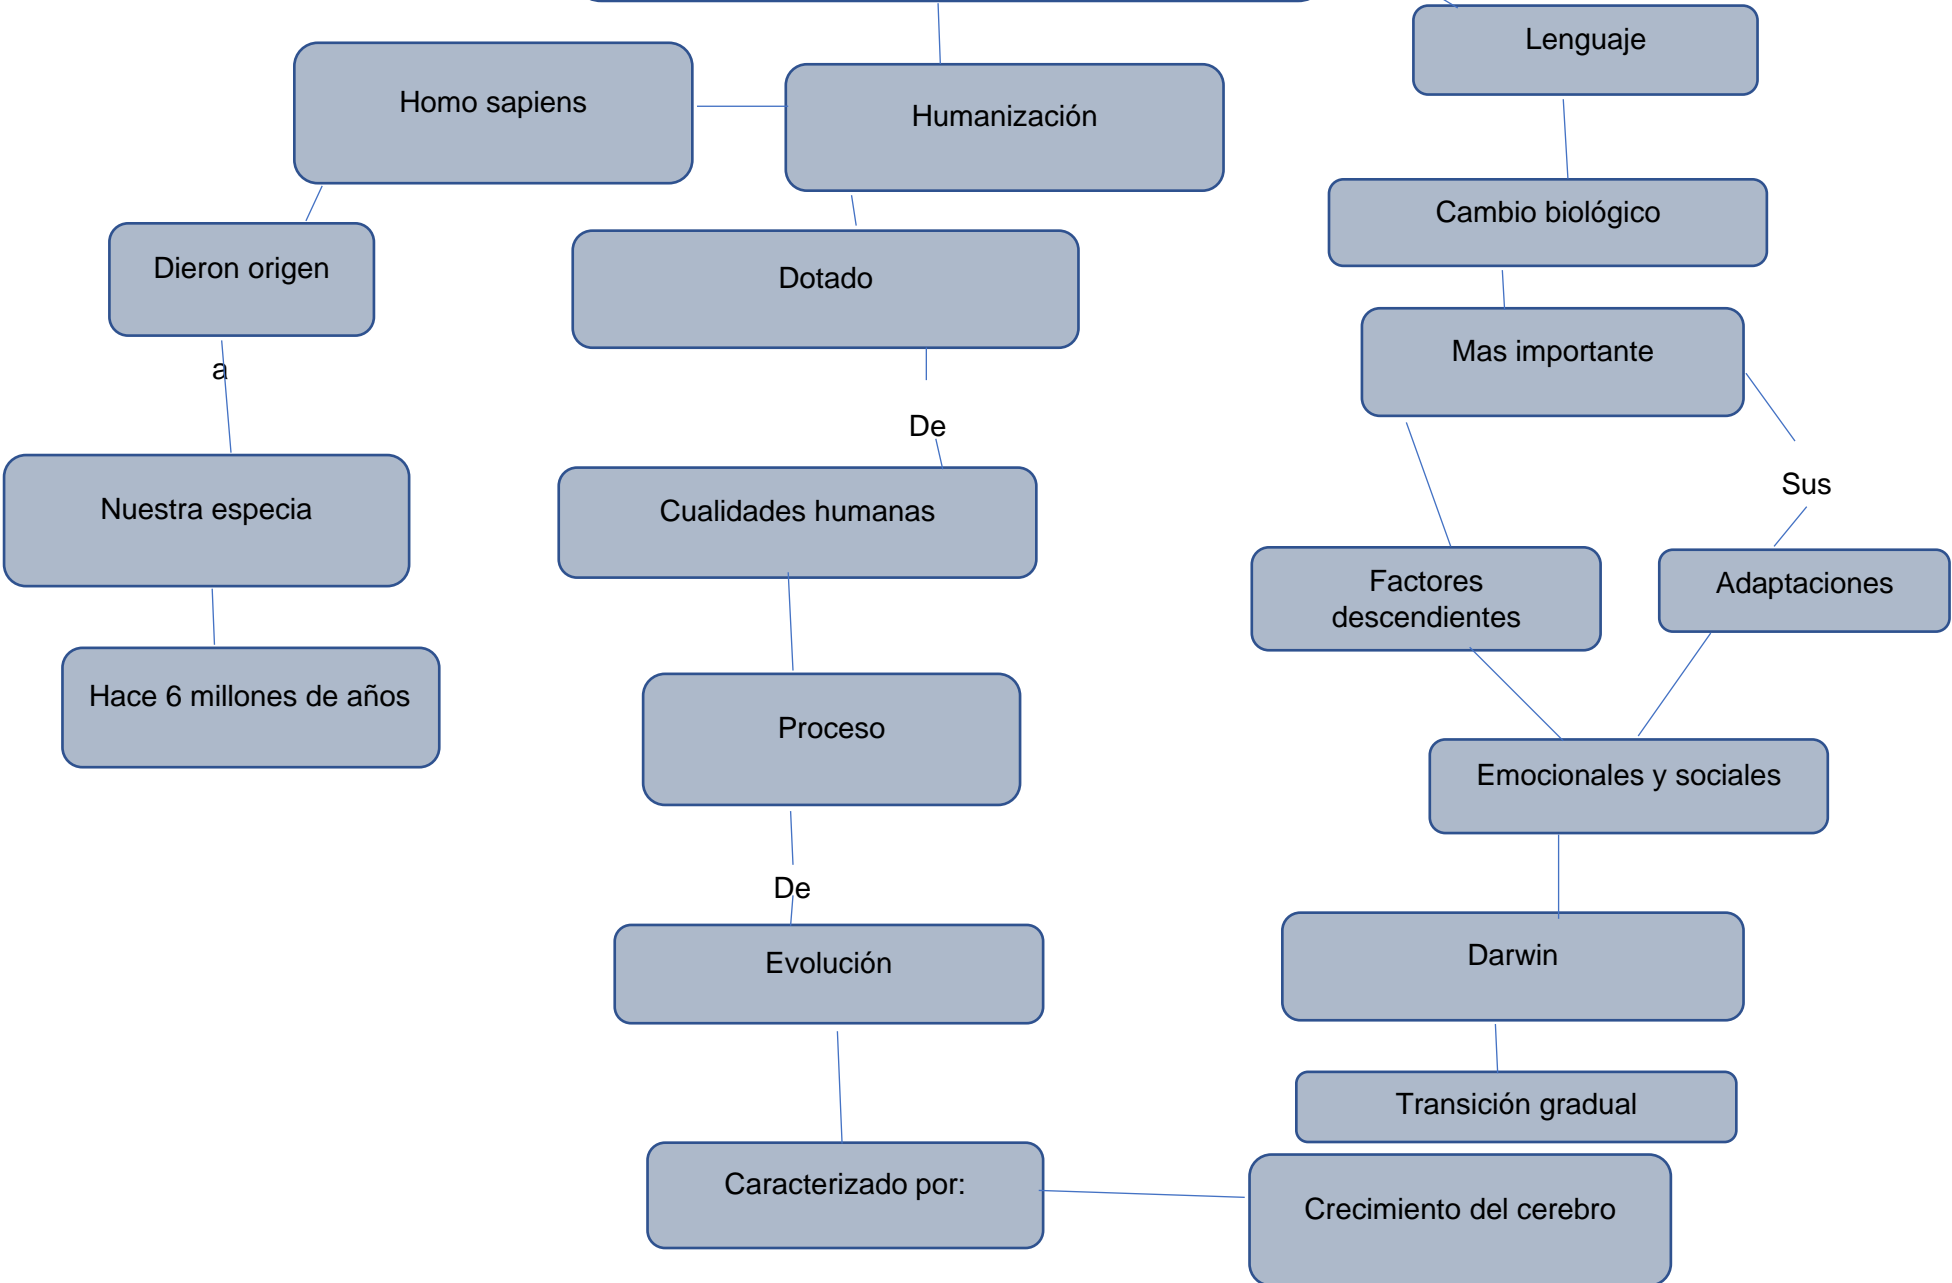 Lenguaje
Homo sapiens
Humanización
Cambio biológico
Dieron origen
Dotado
Mas importante
a
De
Sus
Nuestra especia
Cualidades humanas
Factores
descendientes
Adaptaciones
Hace 6 millones de años
Proceso
Emocionales y sociales
De
Evolución
Darwin
Transición gradual
Caracterizado por:
Crecimiento del cerebro